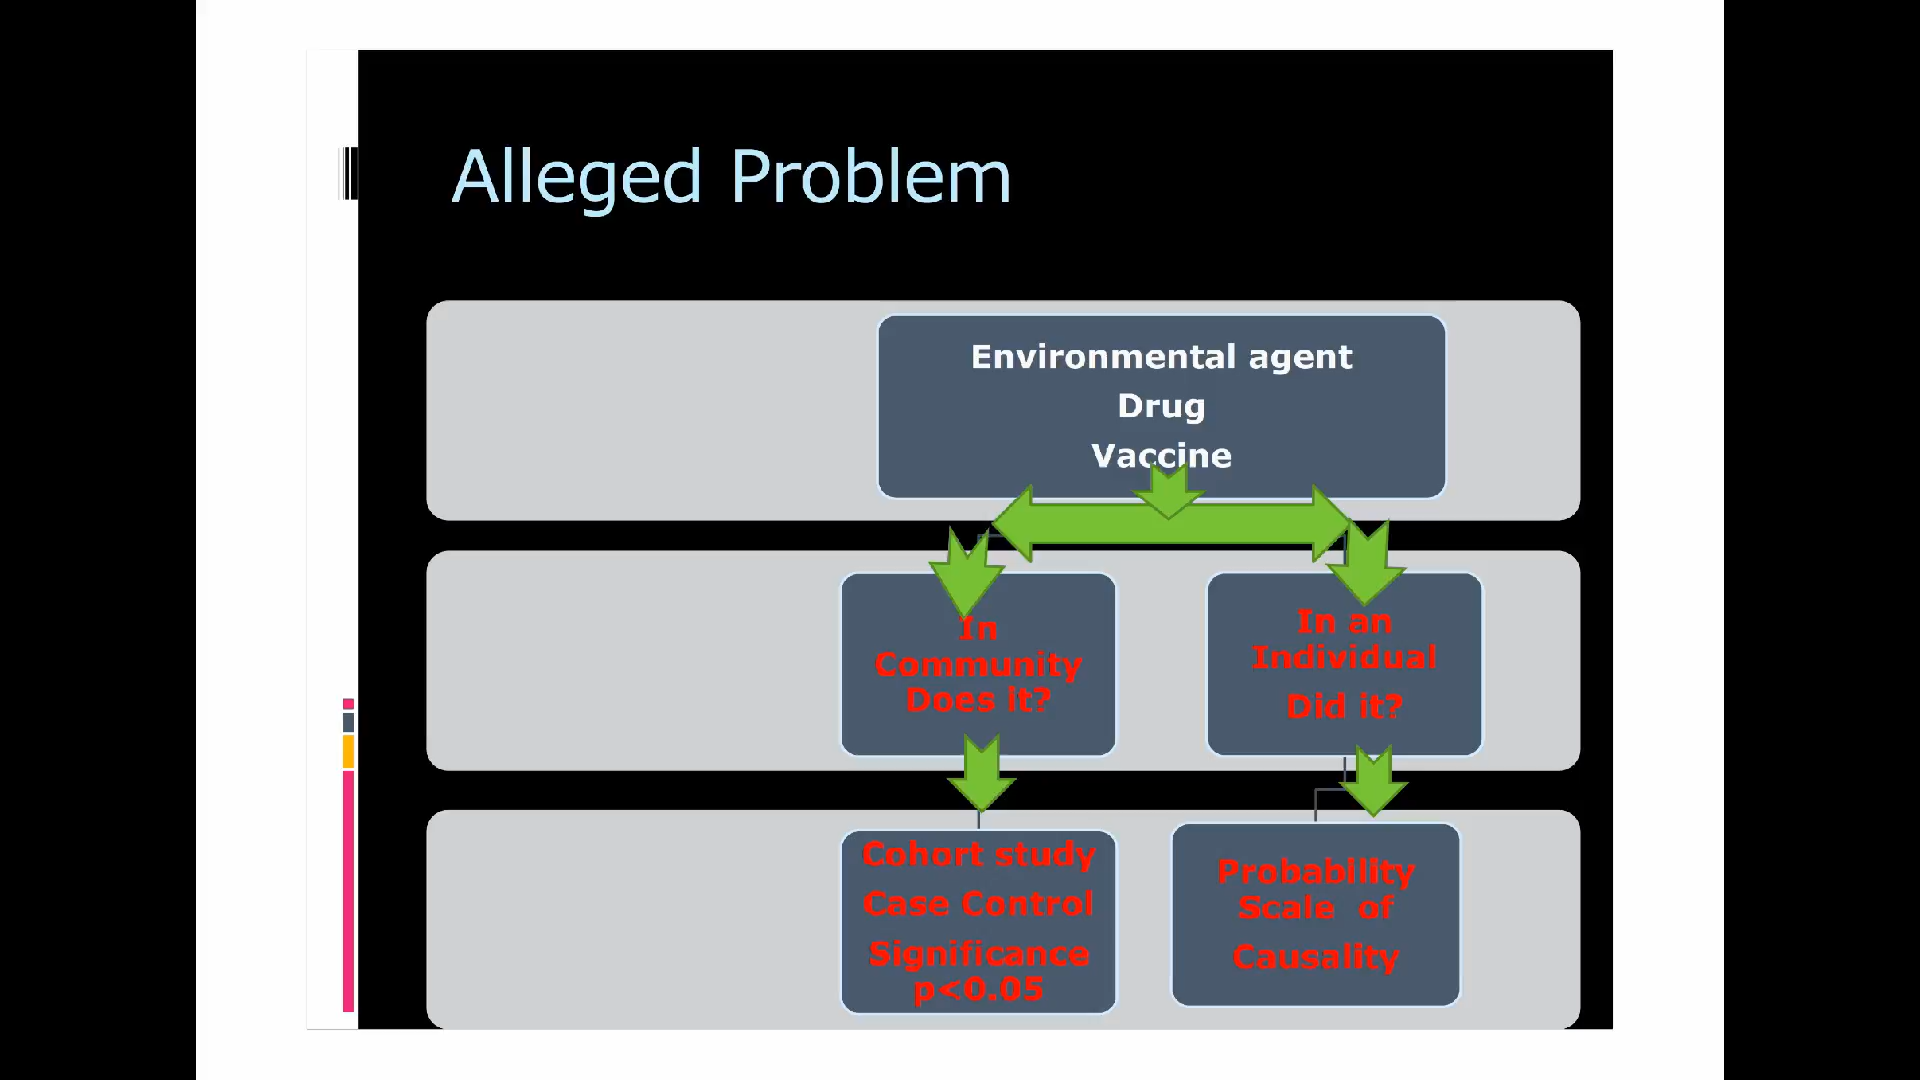 Alleged Problem
Environmental agent
Drug
Vaccine
In
Community
Does it?
In an
Individual
Did it?
Cohort study
Case Control
Significance
p<0.05
Probability
Scale of
Causality